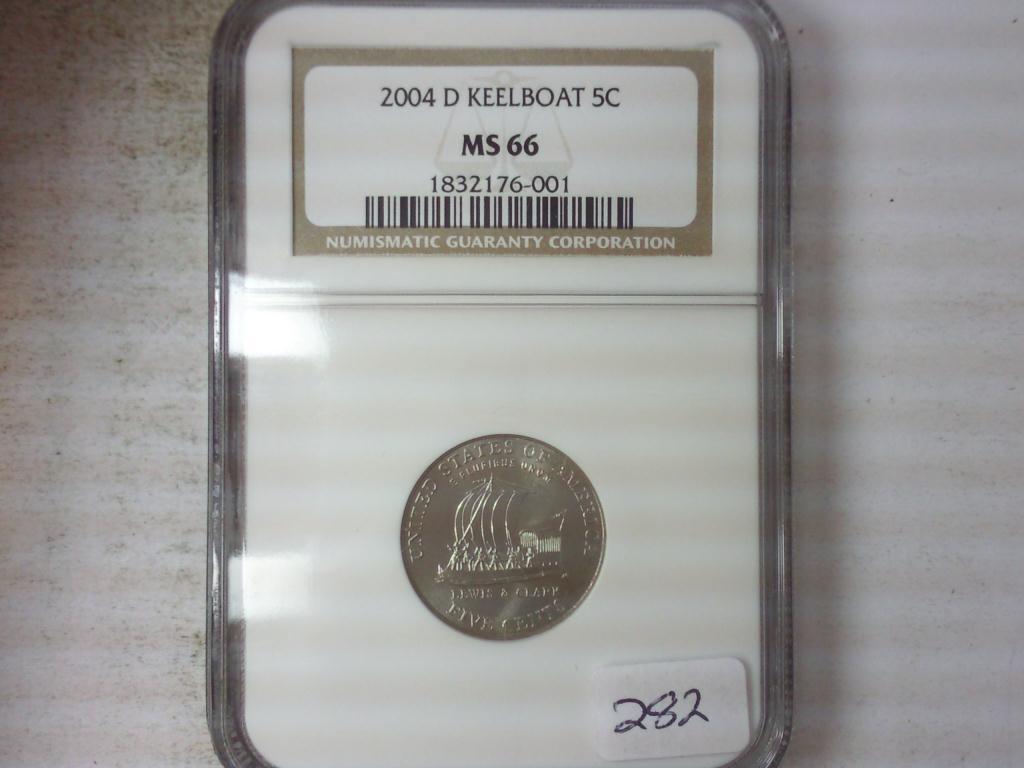 2004 D KEELBOAT 5C
MS 66
1832176-001
NUMISMATIC GUARANTY CORPORATION
UNITED STATES OF AMERICA
E PLURIBUS UNUM
LEWIS & CLARK
FIVE CENTS
282